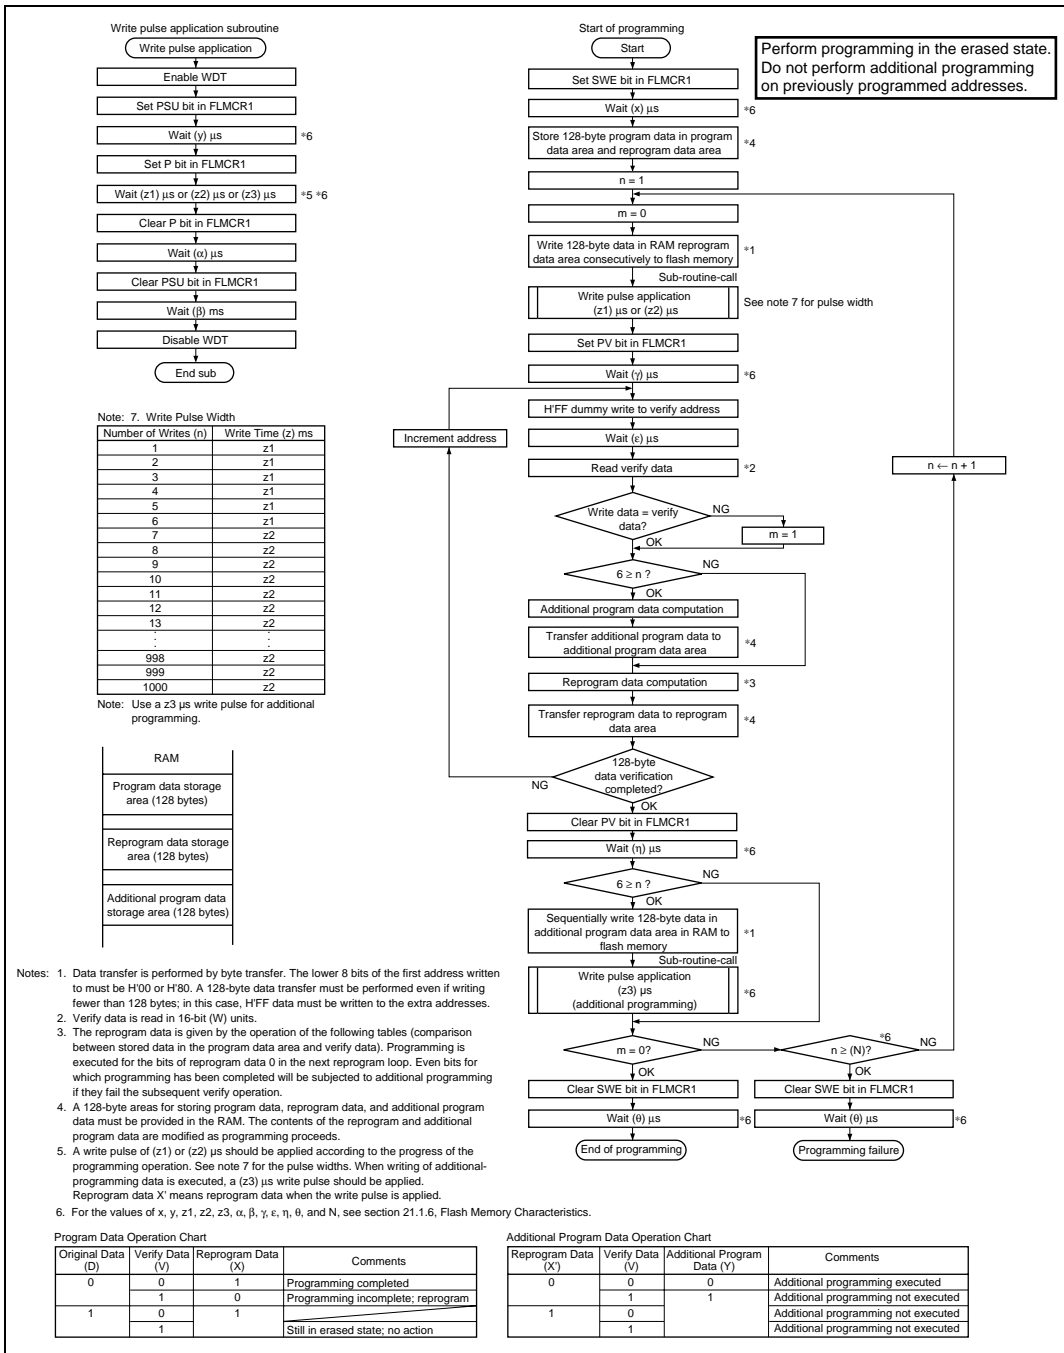 Write pulse application subroutine
Write pulse application
Enable WDT
Set PSU bit in FLMCR1
Wait (y) µs
*6
Set P bit in FLMCR1
Wait (z1) µs or (z2) µs or (z3) µs
*5 *6
Clear P bit in FLMCR1
Wait (α) µs
Clear PSU bit in FLMCR1
Wait (β) ms
Disable WDT
End sub
Note: 7. Write Pulse Width
Number of Writes (n) Write Time (z) ms
1 z1
2 z1
3 z1
4 z1
5 z1
6 z1
7 z2
8 z2
9 z2
10 z2
11 z2
12 z2
13 z2
: :
: :
998 z2
999 z2
1000 z2
Note: Use a z3 µs write pulse for additional
programming.
RAM
Program data storage
area (128 bytes)
Reprogram data storage
area (128 bytes)
Additional program data
storage area (128 bytes)
Start of programming
Start
Perform programming in the erased state.
Do not perform additional programming
on previously programmed addresses.
Set SWE bit in FLMCR1
Wait (x) µs
*6
Store 128-byte program data in program
data area and reprogram data area
*4
n = 1
m = 0
Write 128-byte data in RAM reprogram
data area consecutively to flash memory
*1
Sub-routine-call
Write pulse application
(z1) µs or (z2) µs
See note 7 for pulse width
Set PV bit in FLMCR1
Wait (γ) µs
*6
H'FF dummy write to verify address
Increment address
Wait (ε) µs
Read verify data
*2
n ← n + 1
Write data = verify
data?
NG
m = 1
OK
6 ≥ n ?
NG
OK
Additional program data computation
Transfer additional program data to
additional program data area
*4
Reprogram data computation
*3
Transfer reprogram data to reprogram
data area
*4
128-byte
data verification
completed?
NG
OK
Clear PV bit in FLMCR1
Wait (η) µs
*6
6 ≥ n ?
NG
OK
Sequentially write 128-byte data in
additional program data area in RAM to
flash memory
*1
Sub-routine-call
Write pulse application
(z3) µs
(additional programming)
*6
m = 0?
NG
n ≥ (N)?
*6
NG
OK
OK
Clear SWE bit in FLMCR1
Clear SWE bit in FLMCR1
Wait (θ) µs
*6
Wait (θ) µs
*6
End of programming
Programming failure
Notes: 1. Data transfer is performed by byte transfer. The lower 8 bits of the first address written
to must be H'00 or H'80. A 128-byte data transfer must be performed even if writing
fewer than 128 bytes; in this case, H'FF data must be written to the extra addresses.
2. Verify data is read in 16-bit (W) units.
3. The reprogram data is given by the operation of the following tables (comparison
between stored data in the program data area and verify data). Programming is
executed for the bits of reprogram data 0 in the next reprogram loop. Even bits for
which programming has been completed will be subjected to additional programming
if they fail the subsequent verify operation.
4. A 128-byte areas for storing program data, reprogram data, and additional program
data must be provided in the RAM. The contents of the reprogram and additional
program data are modified as programming proceeds.
5. A write pulse of (z1) or (z2) µs should be applied according to the progress of the
programming operation. See note 7 for the pulse widths. When writing of additional-
programming data is executed, a (z3) µs write pulse should be applied.
Reprogram data X' means reprogram data when the write pulse is applied.
6. For the values of x, y, z1, z2, z3, α, β, γ, ε, η, θ, and N, see section 21.1.6, Flash Memory Characteristics.
Program Data Operation Chart
Original Data (D) Verify Data (V) Reprogram Data (X) Comments
0 0 1 Programming completed
1 0 Programming incomplete; reprogram
1 0 1
1 Still in erased state; no action
Additional Program Data Operation Chart
Reprogram Data (X') Verify Data (V) Additional Program Data (Y) Comments
0 0 0 Additional programming executed
1 1 Additional programming not executed
1 0 Additional programming not executed
1 Additional programming not executed